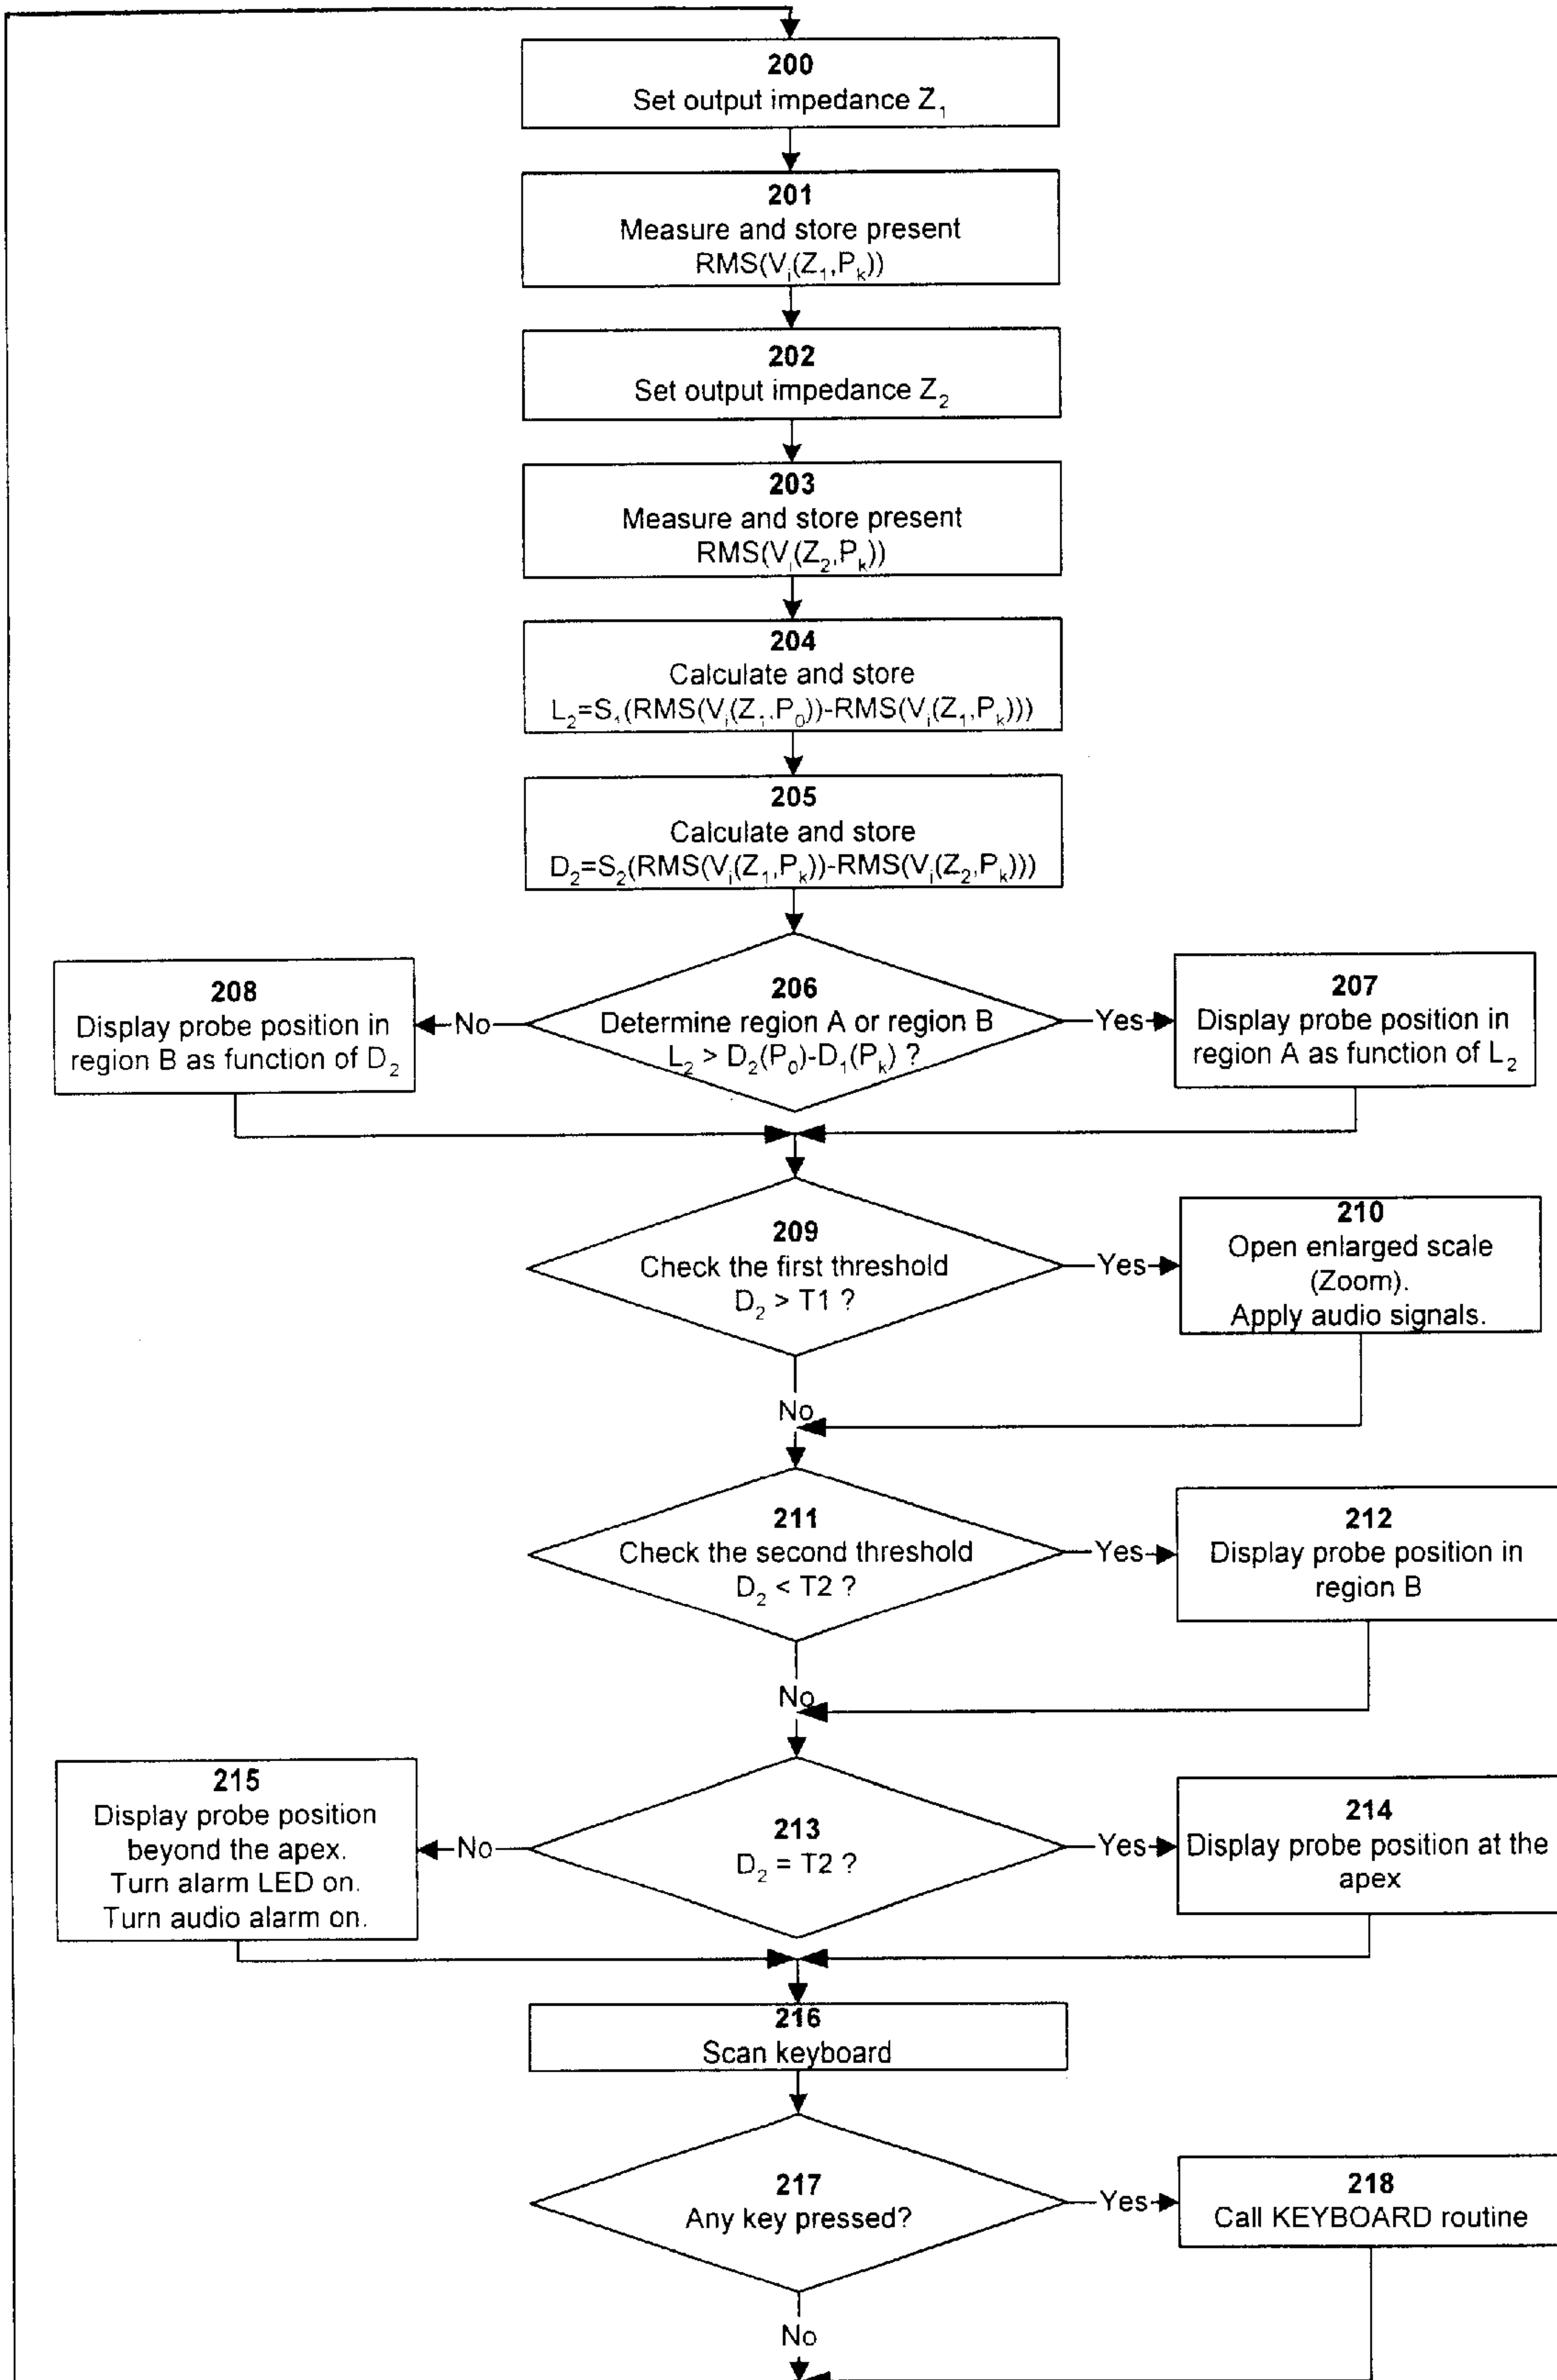 200
Set output impedance Z₁
201
Measure and store present
RMS(Vᵢ(Z₁,Pₖ))
202
Set output impedance Z₂
203
Measure and store present
RMS(Vᵢ(Z₂,Pₖ))
204
Calculate and store
L₂=S₁(RMS(Vᵢ(Z₁,P₀))-RMS(Vᵢ(Z₁,Pₖ)))
205
Calculate and store
D₂=S₂(RMS(Vᵢ(Z₁,Pₖ))-RMS(Vᵢ(Z₂,Pₖ)))
206
Determine region A or region B
L₂ > D₂(P₀)-D₁(Pₖ) ?
No
Yes
208
Display probe position in
region B as function of D₂
207
Display probe position in
region A as function of L₂
209
Check the first threshold
D₂ > T1 ?
Yes
210
Open enlarged scale
(Zoom).
Apply audio signals.
No
211
Check the second threshold
D₂ < T2 ?
Yes
212
Display probe position in
region B
No
213
D₂ = T2 ?
No
Yes
215
Display probe position
beyond the apex.
Turn alarm LED on.
Turn audio alarm on.
214
Display probe position at the
apex
216
Scan keyboard
217
Any key pressed?
Yes
218
Call KEYBOARD routine
No